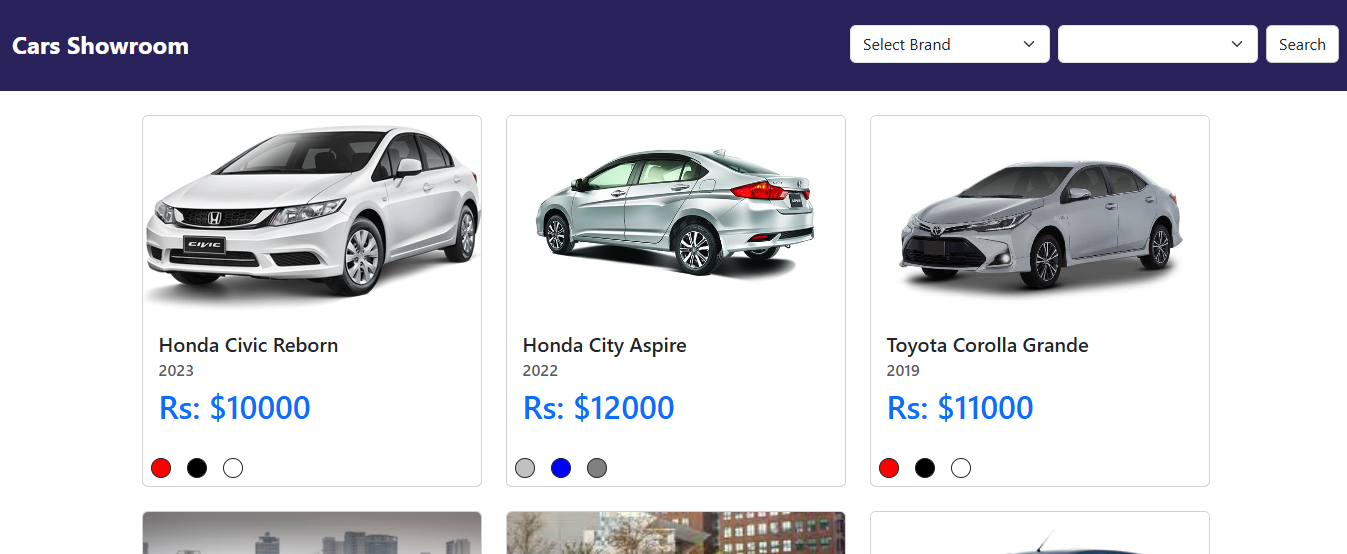 Cars Showroom
Select Brand
Search
CIVIC
Honda Civic Reborn
2023
Rs: $10000
Honda City Aspire
2022
Rs: $12000
Toyota Corolla Grande
2019
Rs: $11000